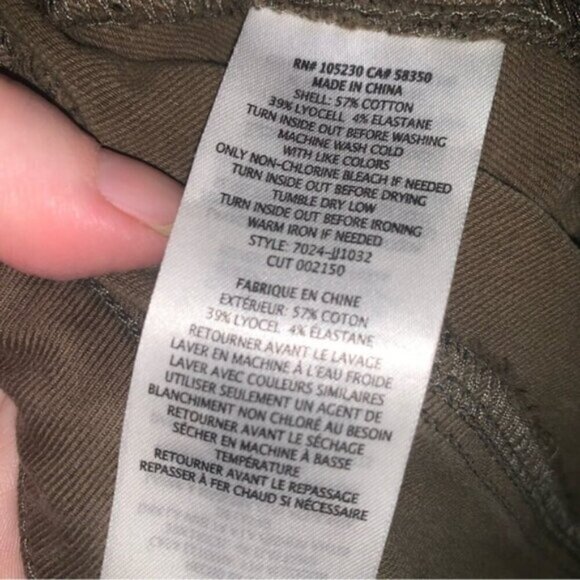 RN# 105230 CA# 58350
MADE IN CHINA
SHELL: 57% COTTON
39% LYOCELL 4% ELASTANE
TURN INSIDE OUT BEFORE WASHING
MACHINE WASH COLD
WITH LIKE COLORS
ONLY NON-CHLORINE BLEACH IF NEEDED
TURN INSIDE OUT BEFORE DRYING
TUMBLE DRY LOW
TURN INSIDE OUT BEFORE IRONING
WARM IRON IF NEEDED
STYLE: 7024-JJ1032
CUT 002150
FABRIQUE EN CHINE
EXTÉRIEUR: 57% COTON
39% LYOCEL 4% ÉLASTANE
RETOURNER AVANT LE LAVAGE
LAVER EN MACHINE À L'EAU FROIDE
LAVER AVEC COULEURS SIMILAIRES
UTILISER SEULEMENT UN AGENT DE
BLANCHIMENT NON CHLORÉ AU BESOIN
RETOURNER AVANT LE SÉCHAGE
SÉCHER EN MACHINE À BASSE
TEMPÉRATURE
RETOURNER AVANT LE REPASSAGE
REPASSER À FER CHAUD SI NÉCESSAIRE